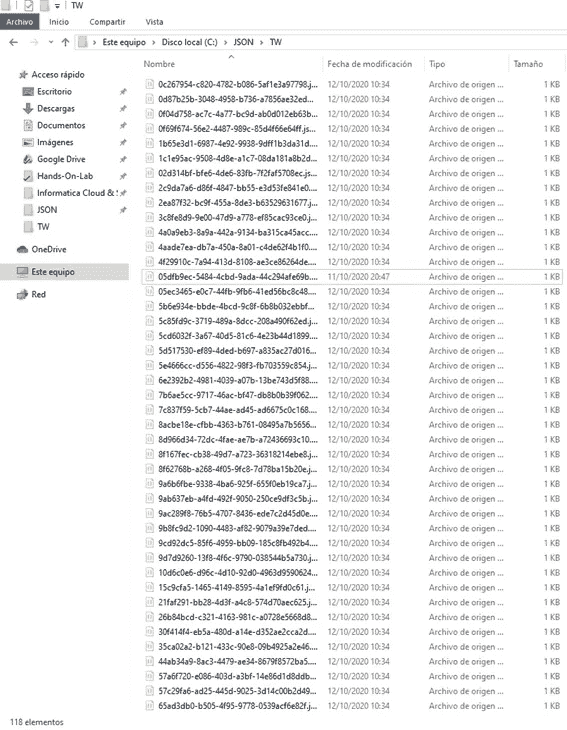 TW
Archivo Inicio Compartir Vista
Este equipo > Disco local (C:) > JSON > TW
Nombre Fecha de modificación Tipo Tamaño
Acceso rápido
Escritorio
Descargas
Documentos
Imágenes
Google Drive
Hands-On-Lab
Informatica Cloud &
JSON
TW
OneDrive
Este equipo
Red
0c267954-c820-4782-b086-5af1e3a97798.j... 12/10/2020 10:34 Archivo de origen ... 1 KB
0d87b25b-3048-4958-b736-a7856ae32ed... 12/10/2020 10:34 Archivo de origen ... 1 KB
0f04d758-ac7c-4a77-bc9d-ab0d012eb63b... 12/10/2020 10:34 Archivo de origen ... 1 KB
0f69f674-56e2-4487-989c-85d4f66e64ff.js... 12/10/2020 10:34 Archivo de origen ... 1 KB
1b65e3d1-6987-4e92-9938-9dff1b3da31d.... 12/10/2020 10:34 Archivo de origen ... 1 KB
1c1e95ac-9508-4d8e-a1c7-08da181a8b2d... 12/10/2020 10:34 Archivo de origen ... 1 KB
02d314bf-bfe6-4de6-83fb-7f2faf5708ec.js... 12/10/2020 10:34 Archivo de origen ... 1 KB
2c9da7a6-d86f-4847-bb55-e3d53fe841e0.... 12/10/2020 10:34 Archivo de origen ... 1 KB
2ea87f32-bc9f-455a-8de3-b63529631677.j... 12/10/2020 10:34 Archivo de origen ... 1 KB
3c8fe8d9-9e00-47d9-a778-ef85cac93ce0.j... 12/10/2020 10:34 Archivo de origen ... 1 KB
4a0a9eb3-8a9a-442a-9134-ba315ca45acc... 12/10/2020 10:34 Archivo de origen ... 1 KB
4aade7ea-db7a-450a-8a01-c4de62f4b1f0.... 12/10/2020 10:34 Archivo de origen ... 1 KB
4f29910c-7a94-413d-8108-ae3ce86264de.... 12/10/2020 10:34 Archivo de origen ... 1 KB
05dfb9ec-5484-4cbd-9ada-44c294afe69b.... 11/10/2020 20:47 Archivo de origen ... 1 KB
05ec3465-e0c7-44fb-9fb6-41ed56bc8c48.... 12/10/2020 10:34 Archivo de origen ... 1 KB
5b6e934e-bbde-4bcd-9c8f-6b8b032ebbf... 12/10/2020 10:34 Archivo de origen ... 1 KB
5c85fd9c-3719-489a-8dcc-208a490f62ed.j... 12/10/2020 10:34 Archivo de origen ... 1 KB
5cd6032f-3a67-40d5-81c6-4e23b44d1899.... 12/10/2020 10:34 Archivo de origen ... 1 KB
5d517530-ef89-4ded-b697-a835ac27d016.... 12/10/2020 10:34 Archivo de origen ... 1 KB
5e4666cc-d556-4822-98f3-fb703559c854.j... 12/10/2020 10:34 Archivo de origen ... 1 KB
6e2392b2-4981-4039-a07b-13be743d5f88.... 12/10/2020 10:34 Archivo de origen ... 1 KB
7b6ae5cc-9717-46ac-bf47-db8b0b39f062.... 12/10/2020 10:34 Archivo de origen ... 1 KB
7c837f59-5cb7-44ae-ad45-ad6675c0c168.... 12/10/2020 10:34 Archivo de origen ... 1 KB
8acbe18e-cfbb-4363-b761-08495a7b5656... 12/10/2020 10:34 Archivo de origen ... 1 KB
8d966d34-72dc-4fae-ae7b-a72436693c10.... 12/10/2020 10:34 Archivo de origen ... 1 KB
8f167fec-cb38-49d7-a723-36318214ebe8.j... 12/10/2020 10:34 Archivo de origen ... 1 KB
8f62768b-a268-4f05-9fc8-7d78ba15b20e.j... 12/10/2020 10:34 Archivo de origen ... 1 KB
9a6b6fbe-9338-4ba6-925f-655f0eb19ca7.j... 12/10/2020 10:34 Archivo de origen ... 1 KB
9ab637eb-a4fd-492f-9050-250ce9df3c5b.j... 12/10/2020 10:34 Archivo de origen ... 1 KB
9ac289f8-76b5-4707-8436-ede7c2d45d0e.... 12/10/2020 10:34 Archivo de origen ... 1 KB
9b8fc9d2-1090-4483-af82-9079a39e7ded.... 12/10/2020 10:34 Archivo de origen ... 1 KB
9cd92dc5-85f6-4959-bb09-185c8fb492b4.... 12/10/2020 10:34 Archivo de origen ... 1 KB
9d7d9260-13f8-4f6c-9790-038544b5a730.j... 12/10/2020 10:34 Archivo de origen ... 1 KB
10d6c0e6-d96c-4d10-92d0-4963d9590624... 12/10/2020 10:34 Archivo de origen ... 1 KB
15c9cfa5-1465-4149-8595-4a1ef9fd0c61.j... 12/10/2020 10:34 Archivo de origen ... 1 KB
21faf291-bb28-4d3f-a4c8-574d70aec625.j... 12/10/2020 10:34 Archivo de origen ... 1 KB
26b84bcd-c321-4163-981c-a0728e5668d8... 12/10/2020 10:34 Archivo de origen ... 1 KB
30f414f4-eb5a-480d-a14e-d352ae2cca2d.... 12/10/2020 10:34 Archivo de origen ... 1 KB
35ca02a2-b121-433c-90e8-09b4925a2e46.... 12/10/2020 10:34 Archivo de origen ... 1 KB
44ab34a9-8ac3-4479-ae34-8679f8572ba5.... 12/10/2020 10:34 Archivo de origen ... 1 KB
57a6f720-e086-403d-a3bf-14e86d1d8ddb... 12/10/2020 10:34 Archivo de origen ... 1 KB
57c29fa6-ad25-445d-9025-3d14c00b2d49... 12/10/2020 10:34 Archivo de origen ... 1 KB
65ad3db0-b505-4f95-9778-0539acf6e82f.j... 12/10/2020 10:34 Archivo de origen ... 1 KB
118 elementos